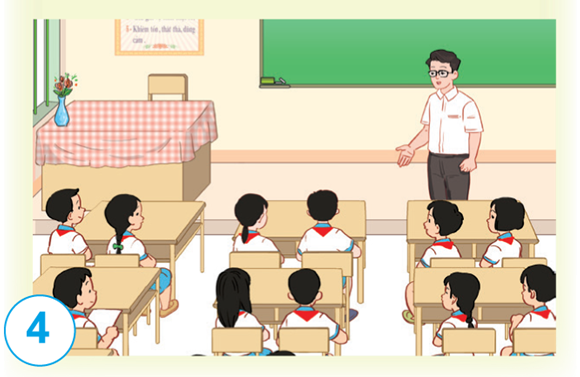 5- Khiêm tốn, thật thà, dũng
cảm.
4